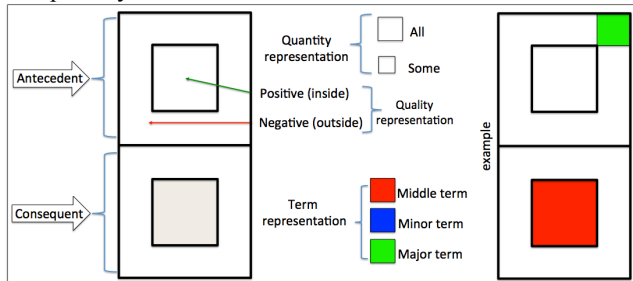 Antecedent
Consequent
Quantity
representation
All
Some
Positive (inside)
Negative (outside)
Quality
representation
Term
representation
Middle term
Minor term
Major term
example